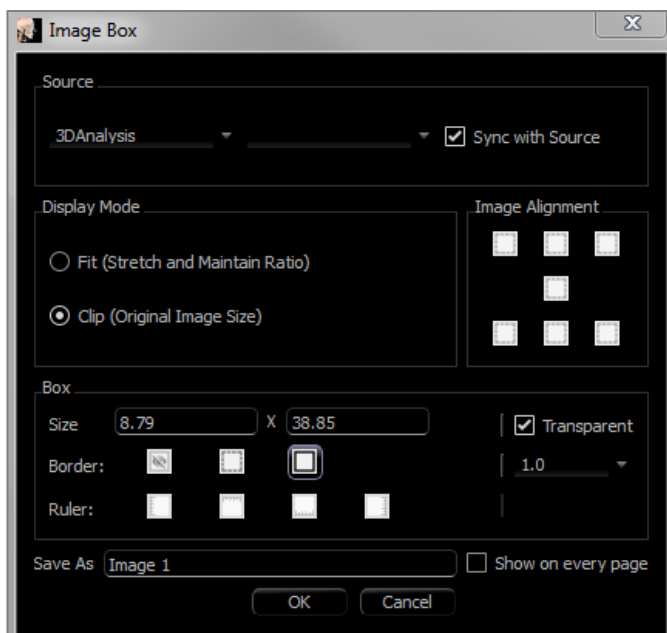 Image Box
Source
3DAnalysis
Sync with Source
Display Mode
Image Alignment
Fit (Stretch and Maintain Ratio)
Clip (Original Image Size)
Box
Size 8.79 X 38.85
Transparent
Border:
1.0
Ruler:
Save As Image 1
Show on every page
OK Cancel